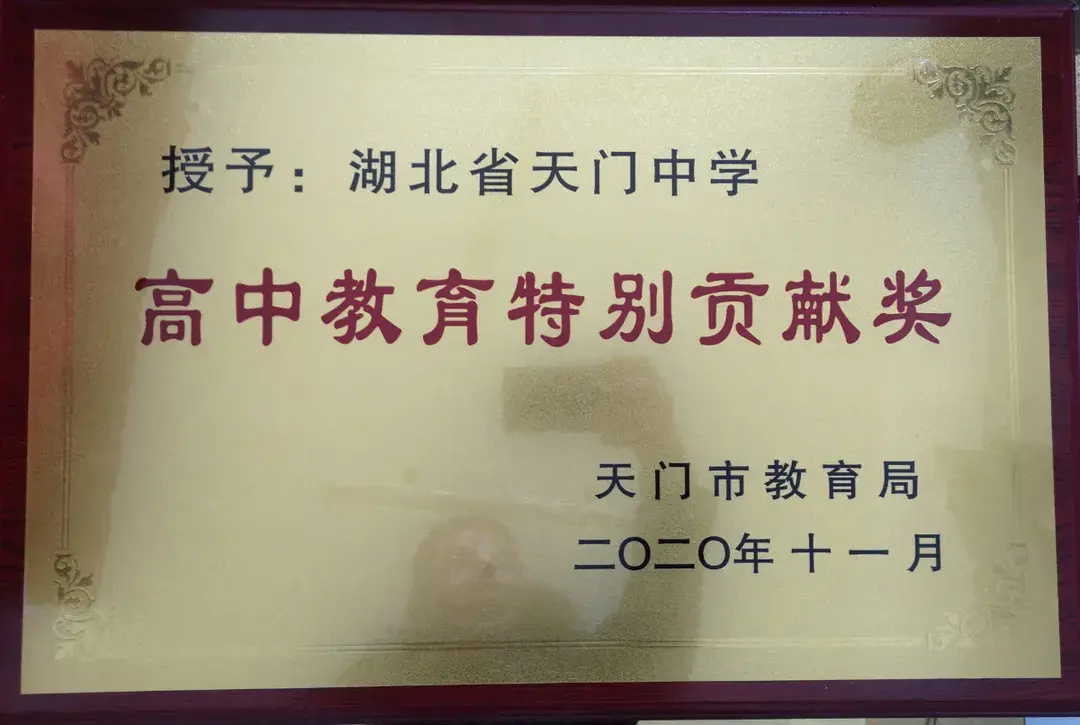 授予：湖北省天门中学
高中教育特别贡献奖
天门市教育局
二〇二〇年十一月